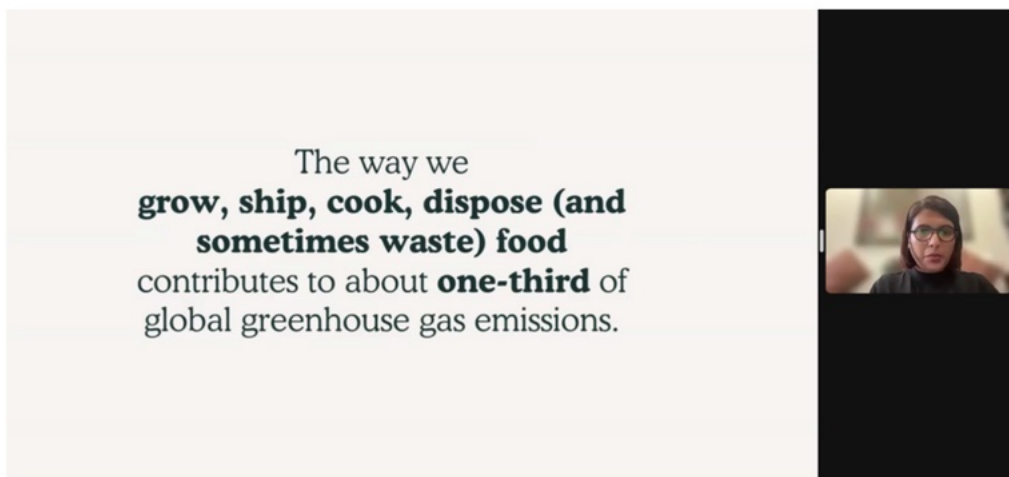 The way we
grow, ship, cook, dispose (and
sometimes waste) food
contributes to about one-third of
global greenhouse gas emissions.